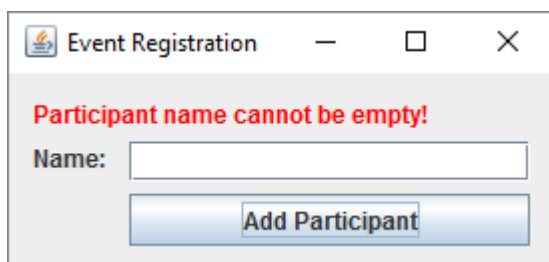 Event Registration
Participant name cannot be empty!
Name:
Add Participant